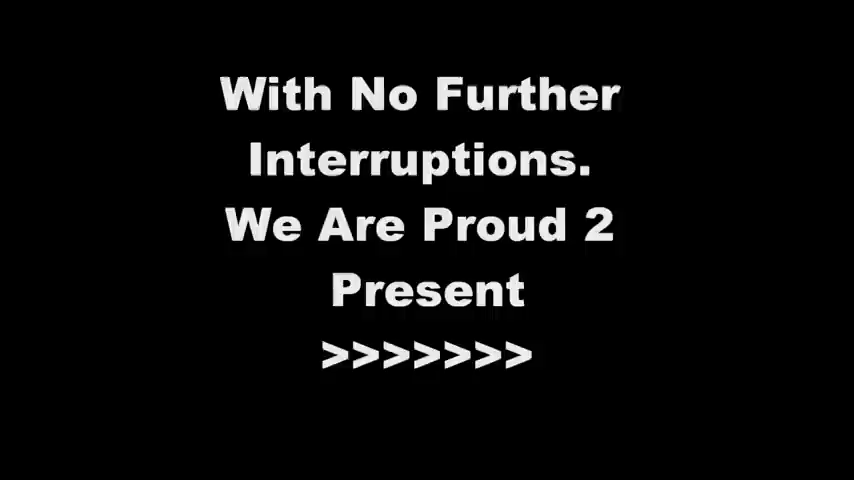 With No Further
Interruptions.
We Are Proud 2
Present
>>>>>>>